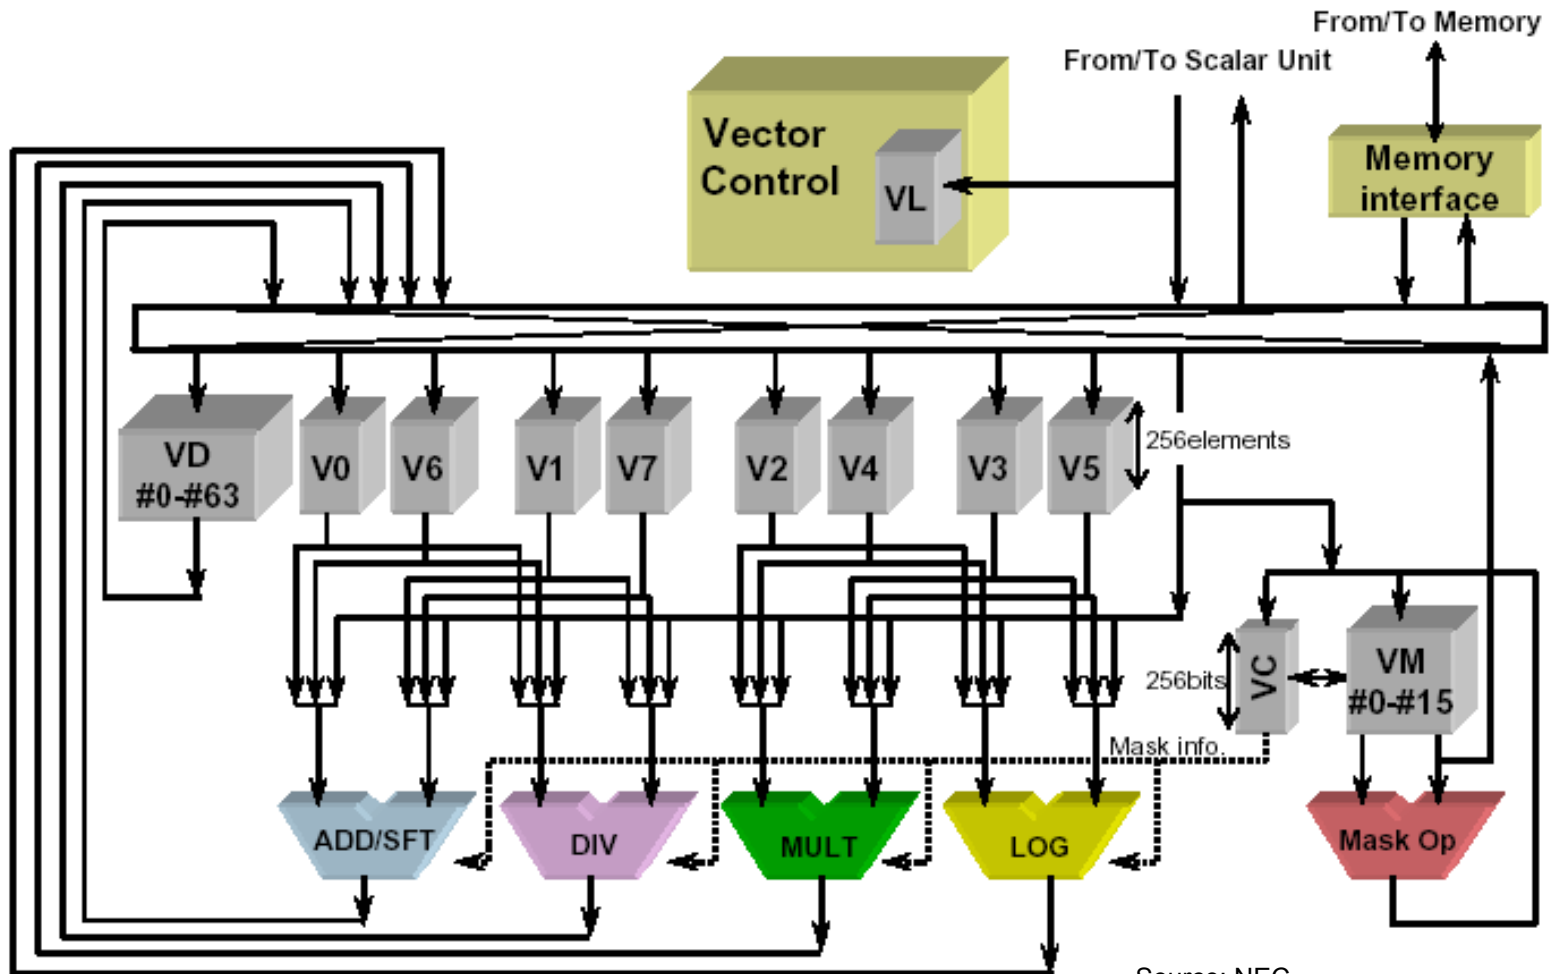 From/To Memory
From/To Scalar Unit
Vector
Control
VL
Memory
interface
VD
#0-#63
V0
V6
V1
V7
V2
V4
V3
V5
256elements
256bits
VC
VM
#0-#15
Mask info.
ADD/SFT
DIV
MULT
LOG
Mask Op
Source: NEC